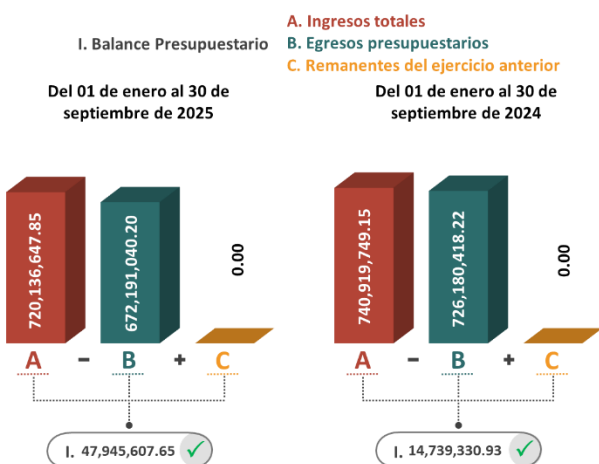 I. Balance Presupuestario
A. Ingresos totales
B. Egresos presupuestarios
C. Remanentes del ejercicio anterior
Del 01 de enero al 30 de
septiembre de 2025
720,136,647.85
672,191,040.20
0.00
A - B + C
I. 47,945,607.65
Del 01 de enero al 30 de
septiembre de 2024
740,919,749.15
726,180,418.22
0.00
A - B + C
I. 14,739,330.93